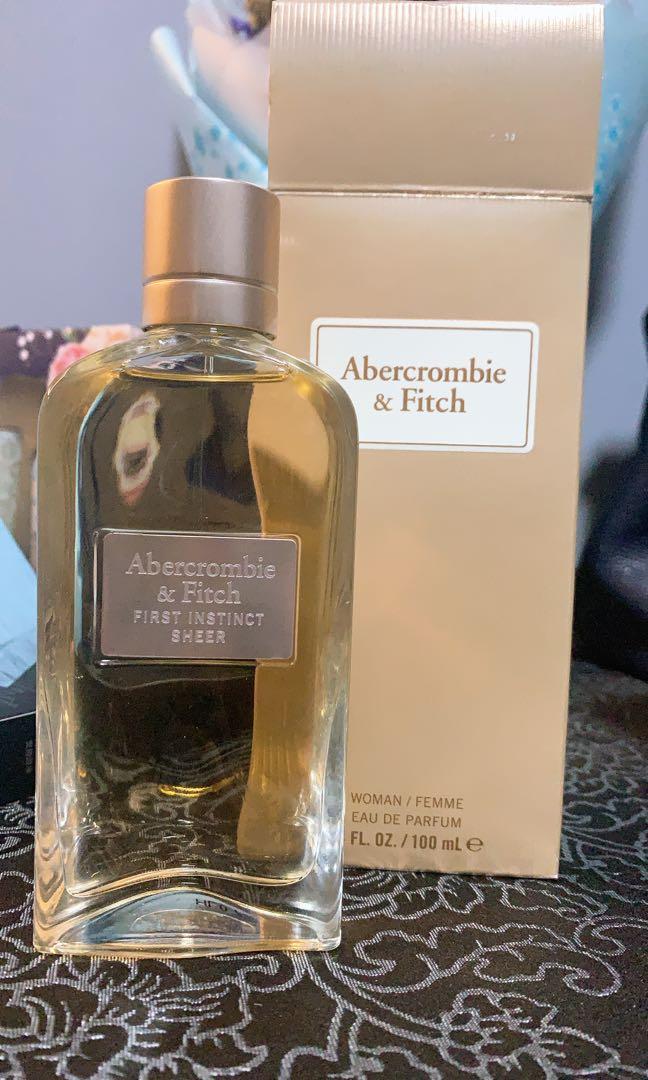 Abercrombie
& Fitch
Abercrombie
& Fitch
FIRST INSTINCT
SHEER
WOMAN / FEMME
EAU DE PARFUM
FL. OZ. / 100 mL e